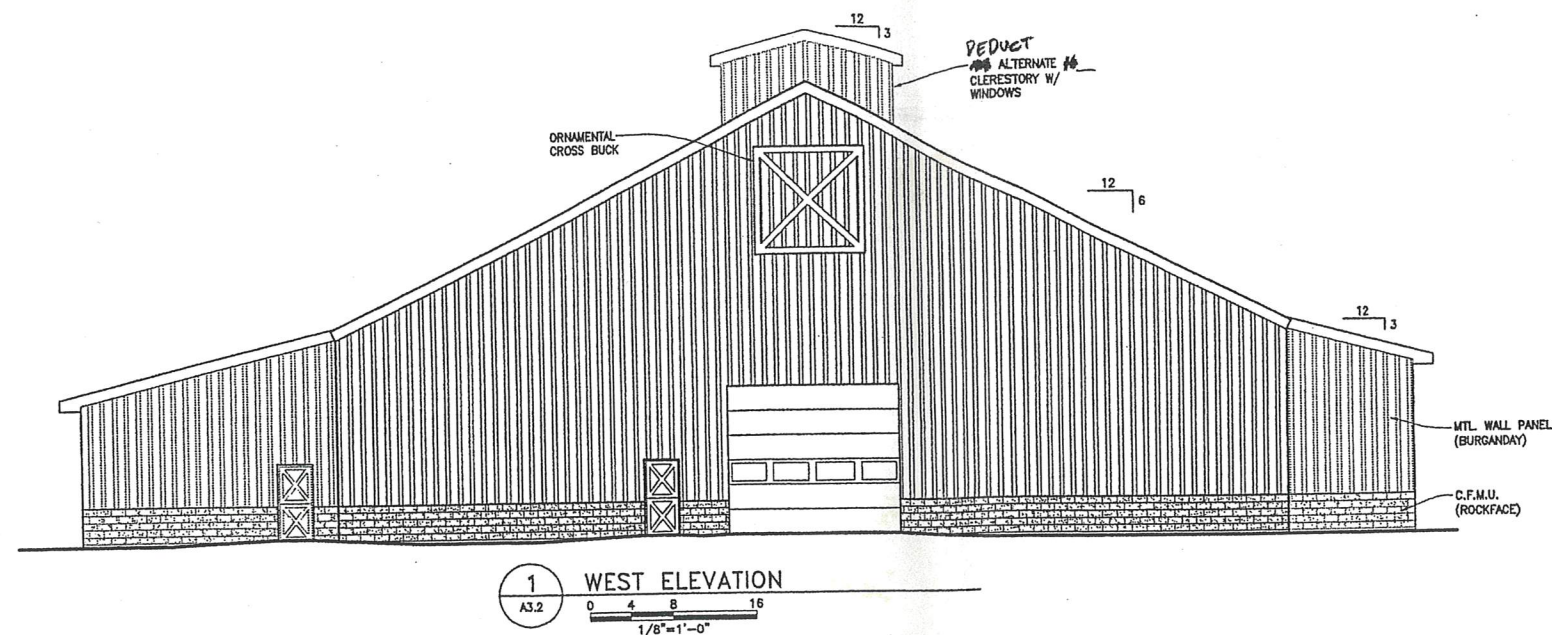 12
3
DEDUCT
ALTERNATE
CLERESTORY W/
WINDOWS
ORNAMENTAL
CROSS BUCK
12
6
12
3
MTL. WALL PANEL
(BURGANDAY)
C.F.M.U.
(ROCKFACE)
1
A3.2
WEST ELEVATION
0 4 8 16
1/8"=1'-0"